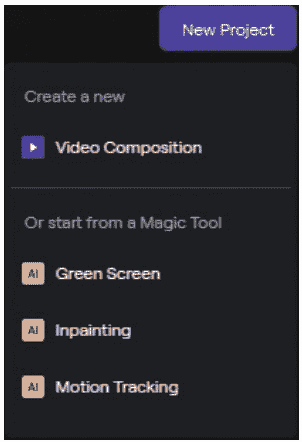 New Project
Create a new
Video Composition
Or start from a Magic Tool
AI Green Screen
AI Inpainting
AI Motion Tracking